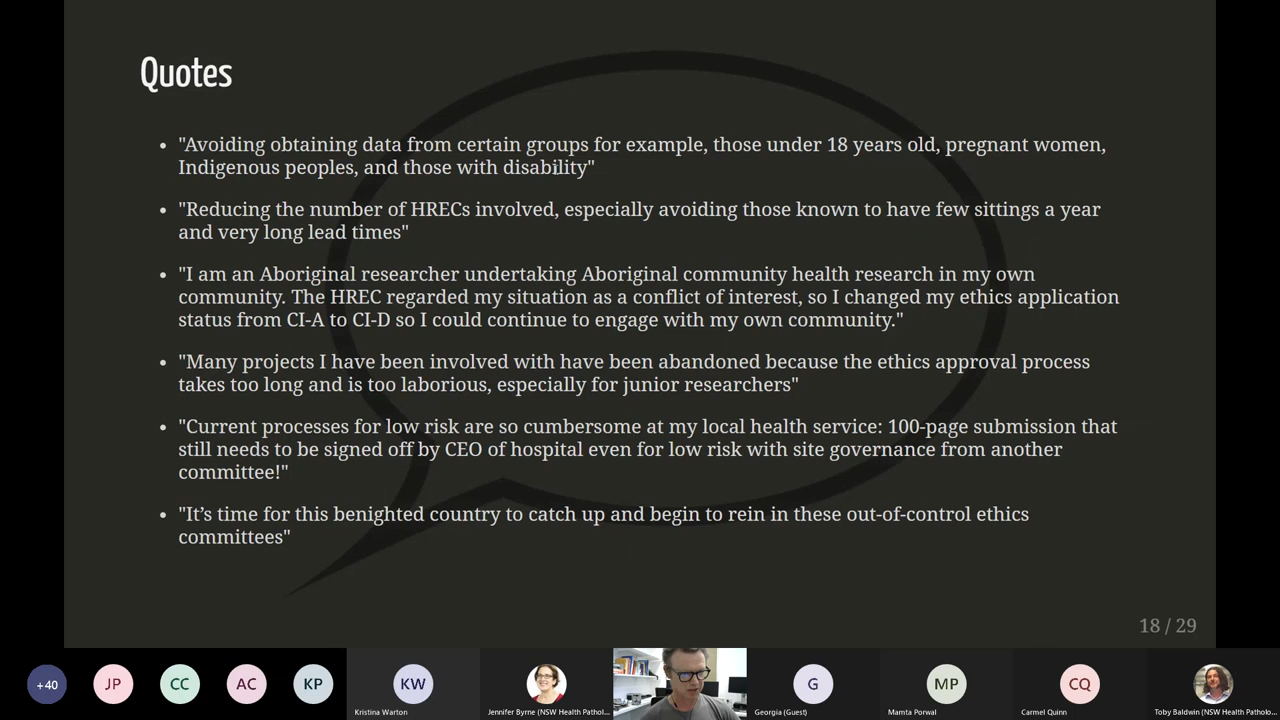 Quotes
• "Avoiding obtaining data from certain groups for example, those under 18 years old, pregnant women,
Indigenous peoples, and those with disability"
• "Reducing the number of HRECs involved, especially avoiding those known to have few sittings a year
and very long lead times"
• "I am an Aboriginal researcher undertaking Aboriginal community health research in my own
community. The HREC regarded my situation as a conflict of interest, so I changed my ethics application
status from CI-A to CI-D so I could continue to engage with my own community."
• "Many projects I have been involved with have been abandoned because the ethics approval process
takes too long and is too laborious, especially for junior researchers"
• "Current processes for low risk are so cumbersome at my local health service: 100-page submission that
still needs to be signed off by CEO of hospital even for low risk with site governance from another
committee!"
• "It’s time for this benighted country to catch up and begin to rein in these out-of-control ethics
committees"
18 / 29
+40 JP CC AC KP KW G MP CQ
Kristina Warton Jennifer Byrne (NSW Health Pathol... Georgia (Guest) Mamta Porwal Carmel Quinn Toby Baldwin (NSW Health Patholo...